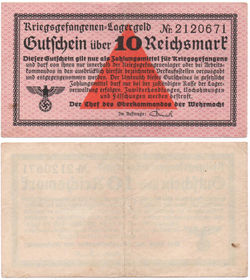 Kriegsgefangenen-Lagergeld
№ 2120671
Gutschein über 10 Reichsmark
Dieser Gutschein gilt nur als Zahlungsmittel für Kriegsgefangene
und darf von ihnen nur innerhalb der Kriegsgefangenenlager oder bei Arbeits-
kommandos in den ausdrücklich hierfür bezeichneten Verkaufsstellen verausgabt
und entgegengenommen werden. Der Umtausch dieses Gutscheines in gesetzliche
Zahlungsmittel darf nur bei der zuständigen Kasse der Lager-
verwaltung erfolgen. Zuwiderhandlungen, Nachahmungen
und Fälschungen werden bestraft.
Der Chef des Oberkommandos der Wehrmacht
Im Auftrage: